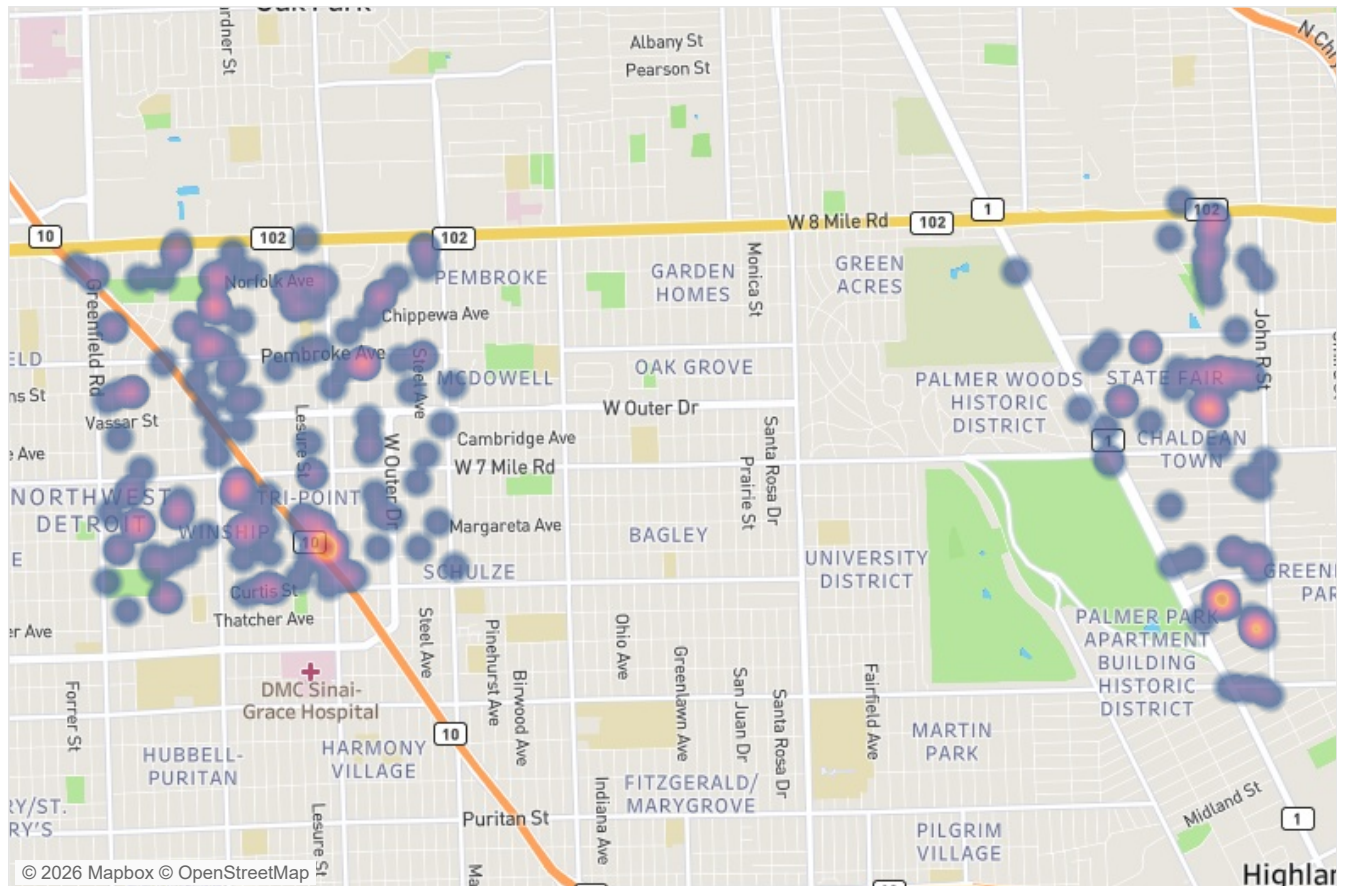 Oak Park
rdner St
Albany St
Pearson St
N Chry
10
102
102
W 8 Mile Rd
102
1
102
PEMBROKE
Norfolk Ave
GARDEN
HOMES
Monica St
GREEN
ACRES
Greenfield Rd
Chippewa Ave
John R St
Pembroke Ave
ELD
Steel Ave
MCDOWELL
OAK GROVE
PALMER WOODS
HISTORIC
DISTRICT
STATE FAIR
ns St
Vassar St
Lesure St
W Outer Dr
W Outer Dr
Cambridge Ave
W 7 Mile Rd
Santa Rosa Dr
Prairie St
1
CHALDEAN
TOWN
e Ave
NORTHWEST
DETROIT
TRI-POINT
WINSHIP
10
Margareta Ave
BAGLEY
E
SCHULZE
UNIVERSITY
DISTRICT
Curtis St
Thatcher Ave
er Ave
PALMER PARK
APARTMENT
BUILDING
HISTORIC
DISTRICT
Steel Ave
Pinehurst Ave
Birwood Ave
Ohio Ave
Greenlawn Ave
San Juan Dr
Santa Rosa Dr
Fairfield Ave
DMC Sinai-
Grace Hospital
Forrer St
10
MARTIN
PARK
HUBBELL-
PURITAN
HARMONY
VILLAGE
FITZGERALD/
MARYGROVE
RY/ST.
RY'S
Lesure St
Puritan St
Indiana Ave
Midland St
1
PILGRIM
VILLAGE
Highlan
© 2026 Mapbox © OpenStreetMap